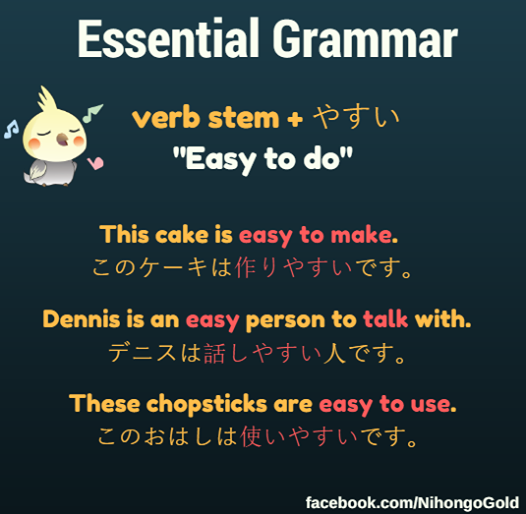 Essential Grammar
verb stem + やすい
"Easy to do"
This cake is easy to make.
このケーキは作りやすいです。
Dennis is an easy person to talk with.
デニスは話しやすい人です。
These chopsticks are easy to use.
このおはしは使いやすいです。
facebook.com/NihongoGold